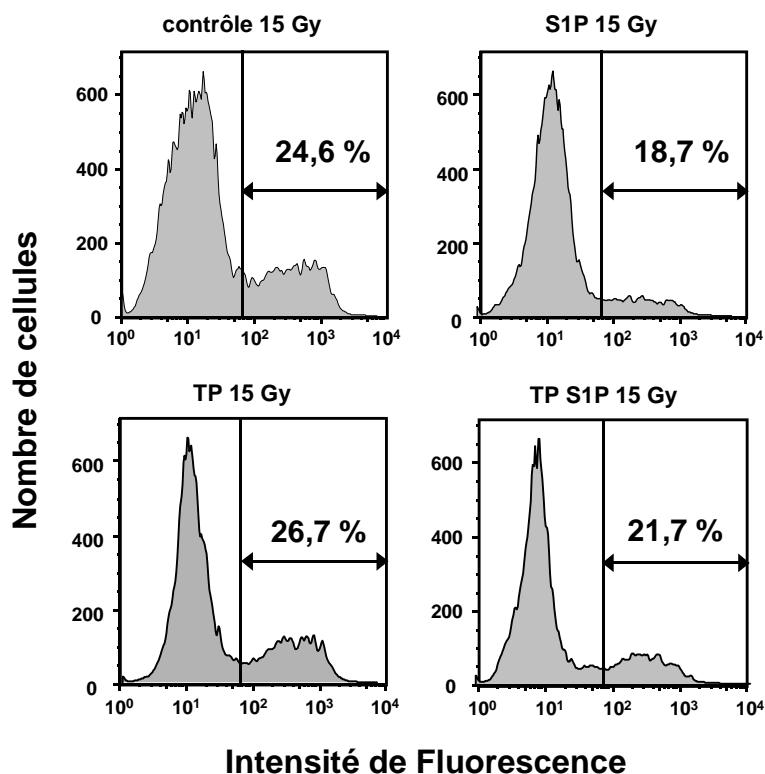 contrôle 15 Gy
S1P 15 Gy
600
400
200
0
24,6 %
10⁰ 10¹ 10² 10³ 10⁴
600
400
200
0
18,7 %
10⁰ 10¹ 10² 10³ 10⁴
TP 15 Gy
TP S1P 15 Gy
600
400
200
0
26,7 %
10⁰ 10¹ 10² 10³ 10⁴
600
400
200
0
21,7 %
10⁰ 10¹ 10² 10³ 10⁴
Nombre de cellules
Intensité de Fluorescence